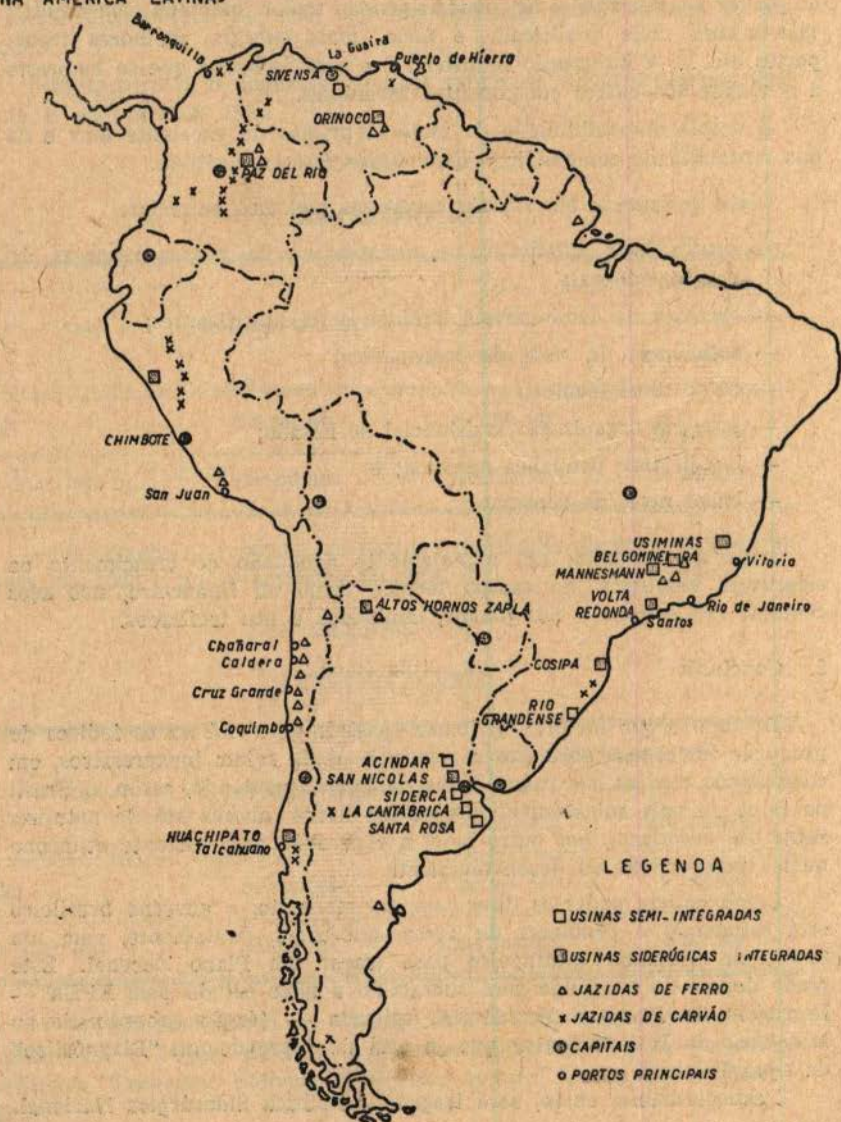 NA AMÉRICA LATINA
Barranquilla
La Guaira
Puerto de Hierra
SIVENSA
ORINOCO
PAZ DEL RIO
CHIMBOTE
San Juan
USIMINAS
BELGOMINEIRA
Vitoria
MANNESMANN
VOLTA
REDONDA
Rio de Janeiro
Santos
ALTOS HORNOS ZAPLA
Chañaral
Caldera
COSIPA
Cruz Grande
RIO
GRANDENSE
Coquimbo
ACINDAR
SAN NICOLAS
SIDERCA
LA CANTABRICA
SANTA ROSA
HUACHIPATO
Talcahuano
LEGENDA
USINAS SEMI-INTEGRADAS
USINAS SIDERÚGICAS INTEGRADAS
JAZIDAS DE FERRO
JAZIDAS DE CARVÃO
CAPITAIS
PORTOS PRINCIPAIS